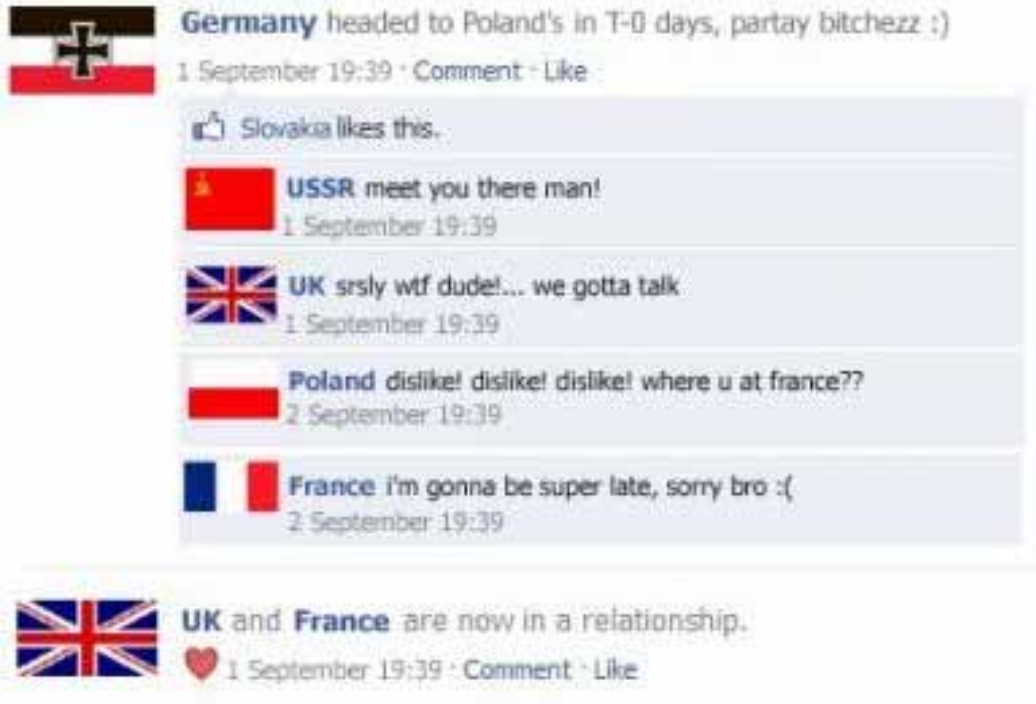 Germany headed to Poland's in T-0 days, partay bitchezz :)
1 September 19:39 · Comment · Like
Slovakia likes this.
USSR meet you there man!
1 September 19:39
UK srsly wtf dude!... we gotta talk
1 September 19:39
Poland dislike! dislike! dislike! where u at france??
2 September 19:39
France i'm gonna be super late, sorry bro :(
2 September 19:39
UK and France are now in a relationship.
1 September 19:39 · Comment · Like